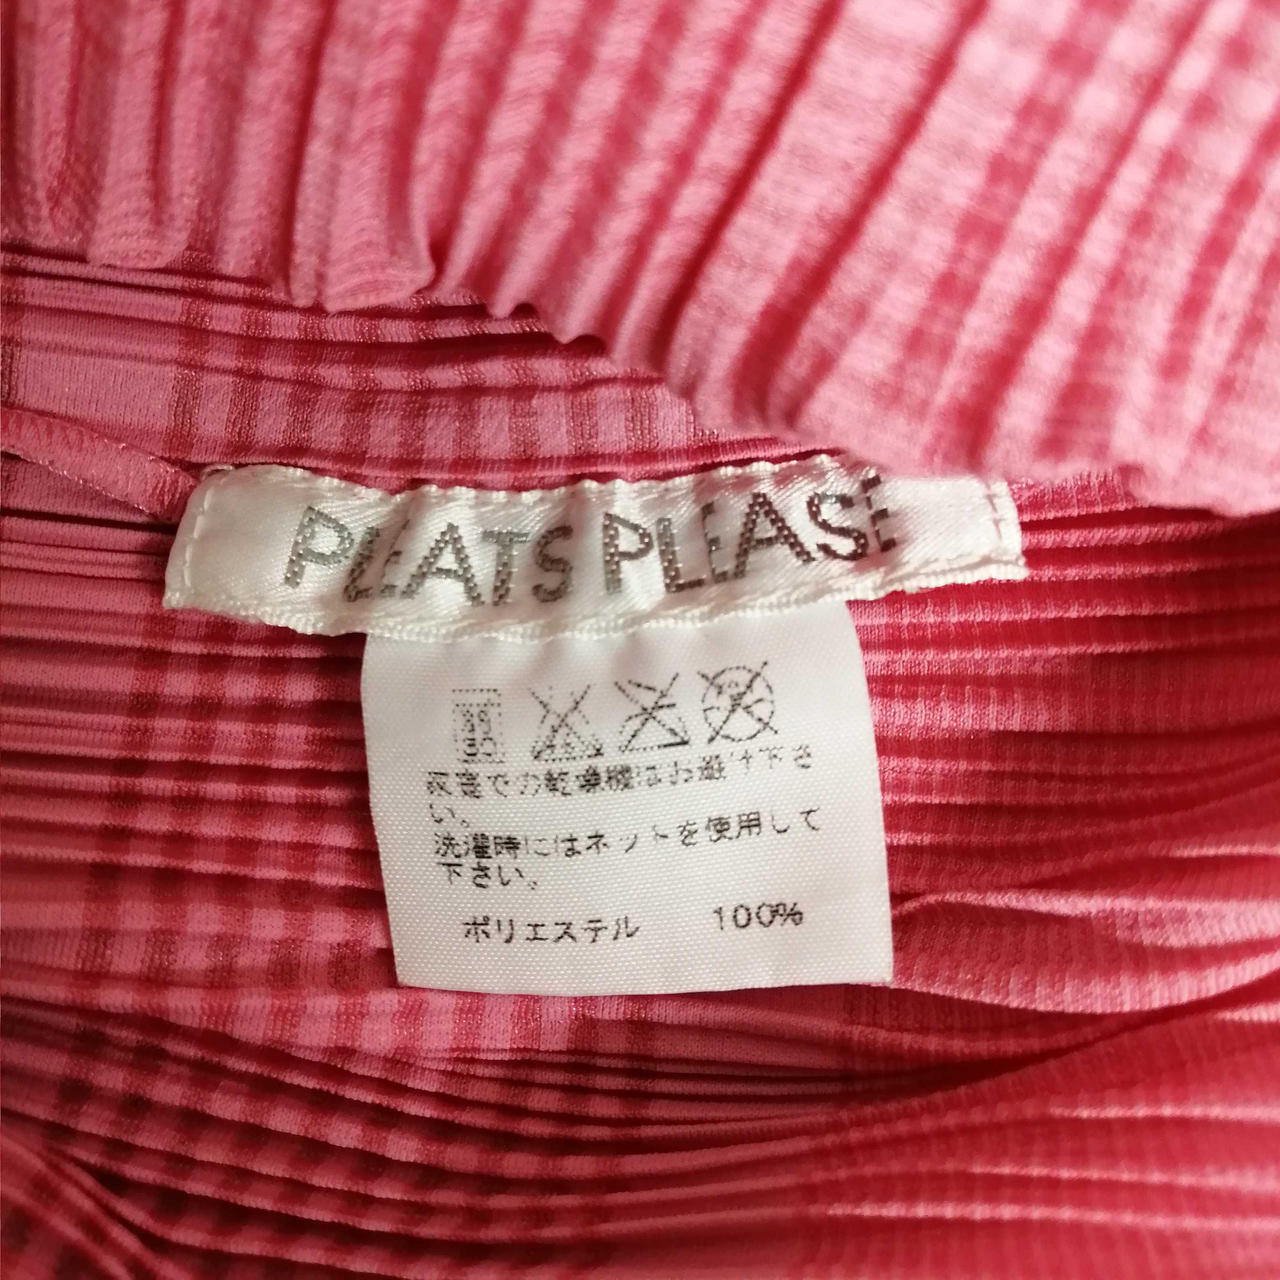 PLEATS PLEASE
家庭での乾燥機はお避け下さ
い。
洗濯時にはネットを使用して
下さい。
ポリエステル 100%